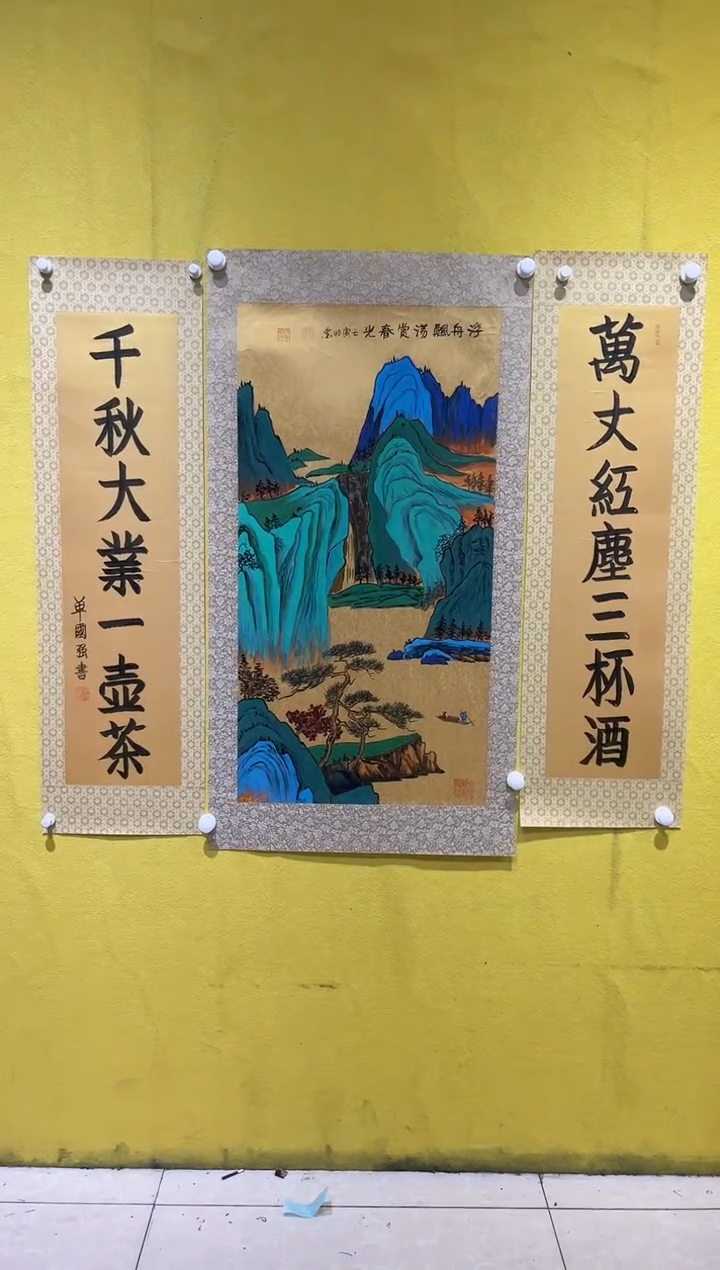 萬丈紅塵三杯酒
浮舟飄蕩賞春光
千秋大業一壺茶
單國強書